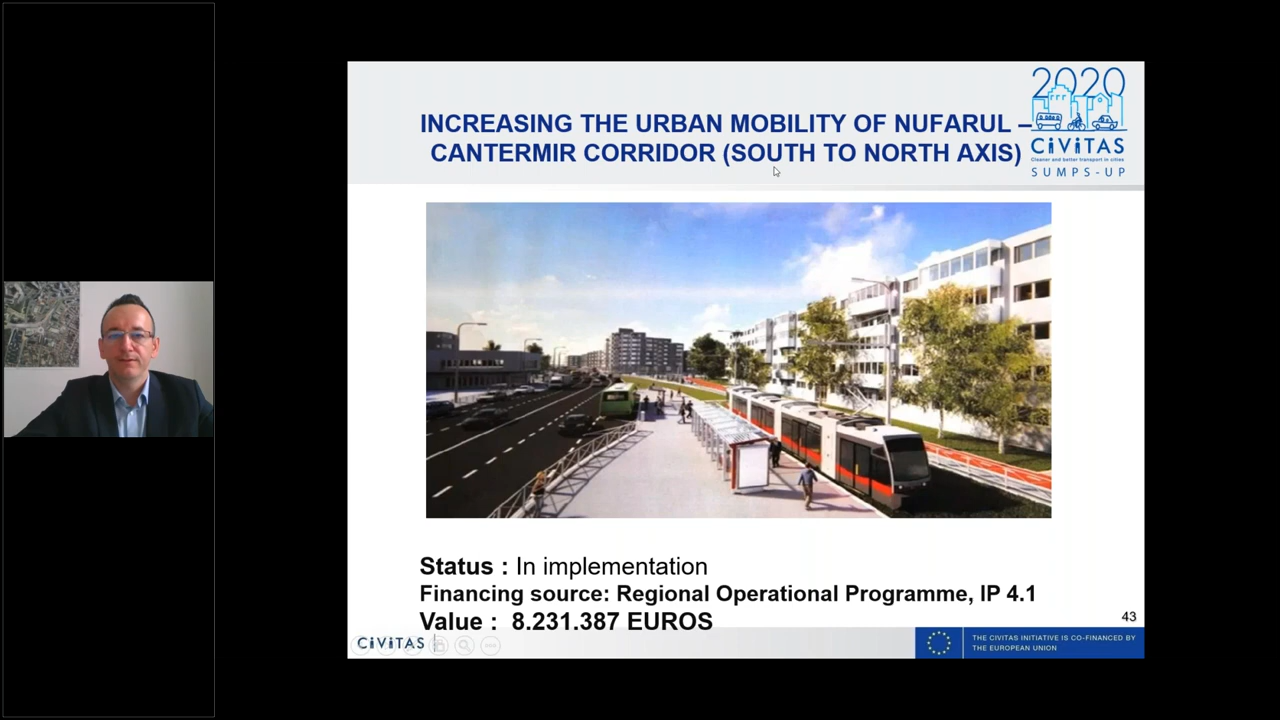 INCREASING THE URBAN MOBILITY OF NUFARUL –
CANTERMIR CORRIDOR (SOUTH TO NORTH AXIS)
2020
CiViTAS
Cleaner and better transport in cities
SUMPS-UP
Status : In implementation
Financing source: Regional Operational Programme, IP 4.1
Value : 8.231.387 EUROS
43
CiViTAS
THE CIVITAS INITIATIVE IS CO-FINANCED BY
THE EUROPEAN UNION